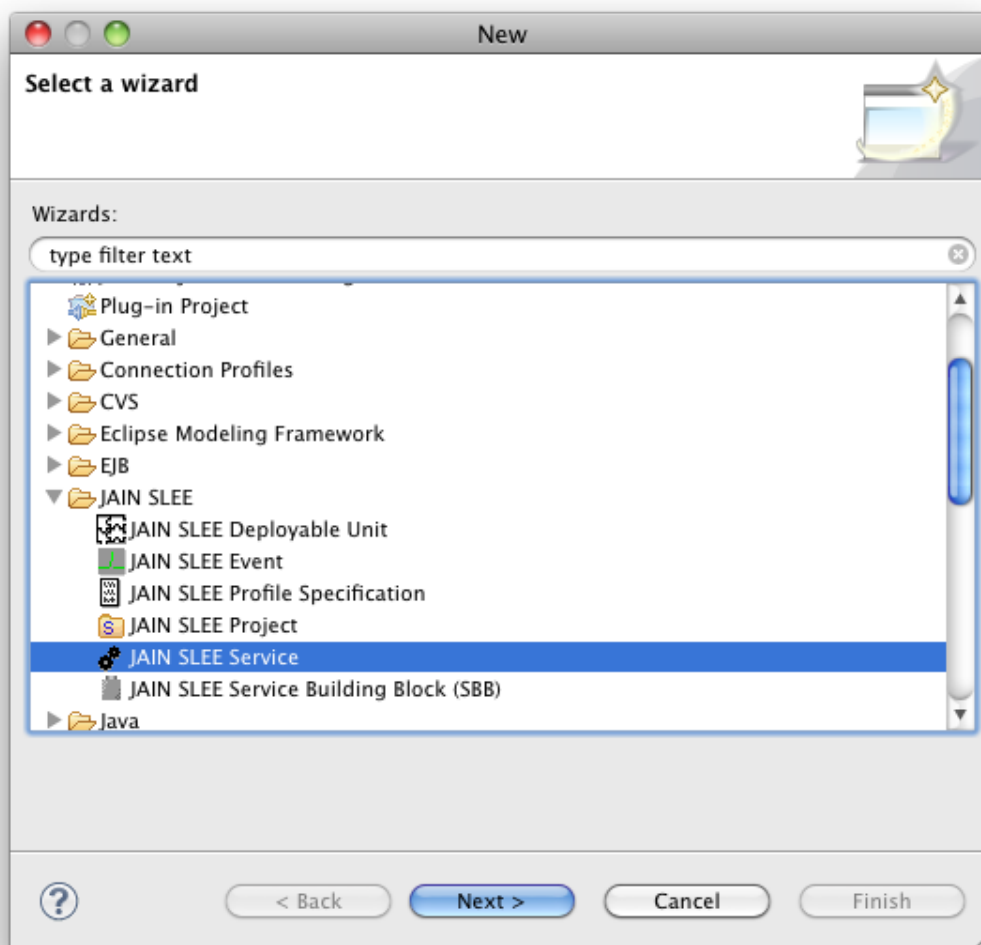 New
Select a wizard
Wizards:
type filter text
Plug-in Project
General
Connection Profiles
CVS
Eclipse Modeling Framework
EJB
JAIN SLEE
JAIN SLEE Deployable Unit
JAIN SLEE Event
JAIN SLEE Profile Specification
JAIN SLEE Project
JAIN SLEE Service
JAIN SLEE Service Building Block (SBB)
Java
? < Back Next > Cancel Finish